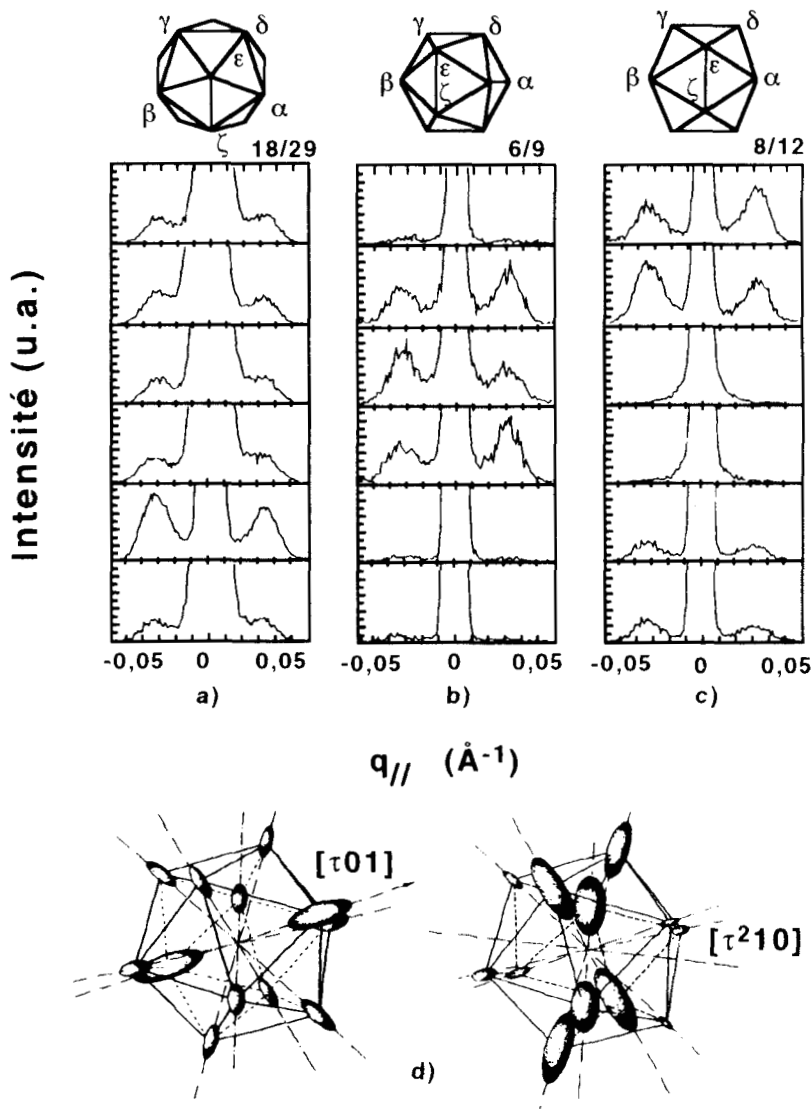 γ δ γ δ γ δ
ε ε ε
β α β ζ α β ζ α
ζ 18/29 6/9 8/12
Intensité (u.a.)
-0,05 0 0,05 -0,05 0 0,05 -0,05 0 0,05
a) b) c)
q// (Å-1)
[τ01] [τ210]
d)